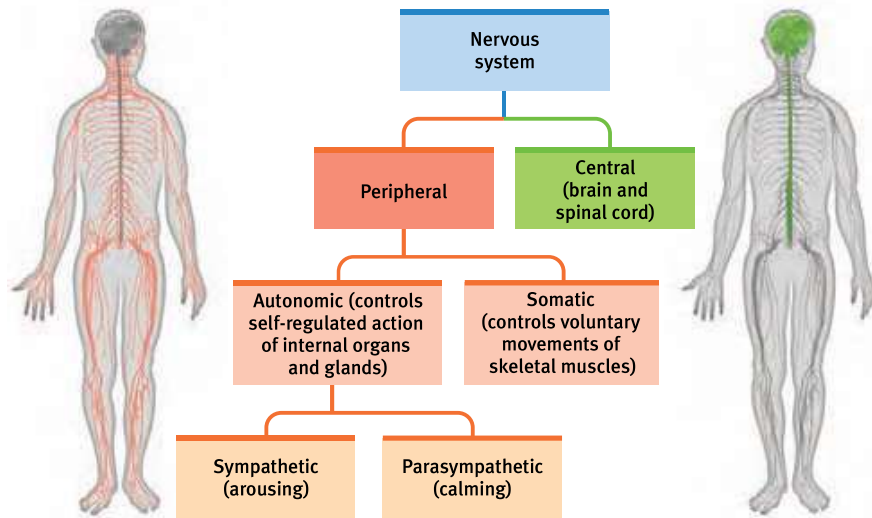 Nervous
system
Peripheral
Central
(brain and
spinal cord)
Autonomic (controls
self-regulated action
of internal organs
and glands)
Somatic
(controls voluntary
movements of
skeletal muscles)
Sympathetic
(arousing)
Parasympathetic
(calming)